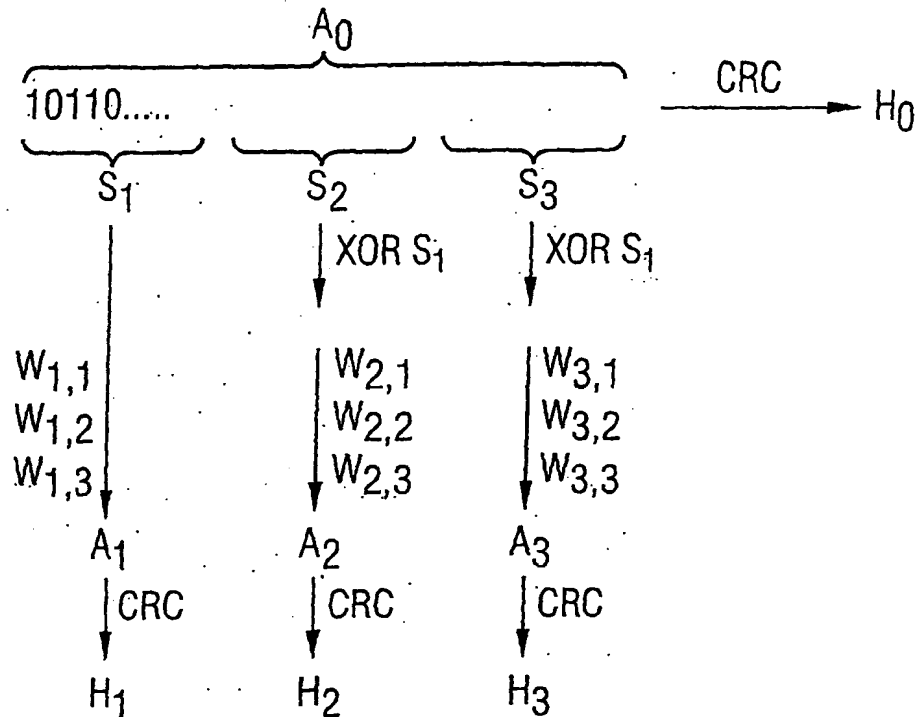 A0
10110.....
CRC
H0
S1 S2 S3
XOR S1 XOR S1
W1,1 W2,1 W3,1
W1,2 W2,2 W3,2
W1,3 W2,3 W3,3
A1 A2 A3
CRC CRC CRC
H1 H2 H3